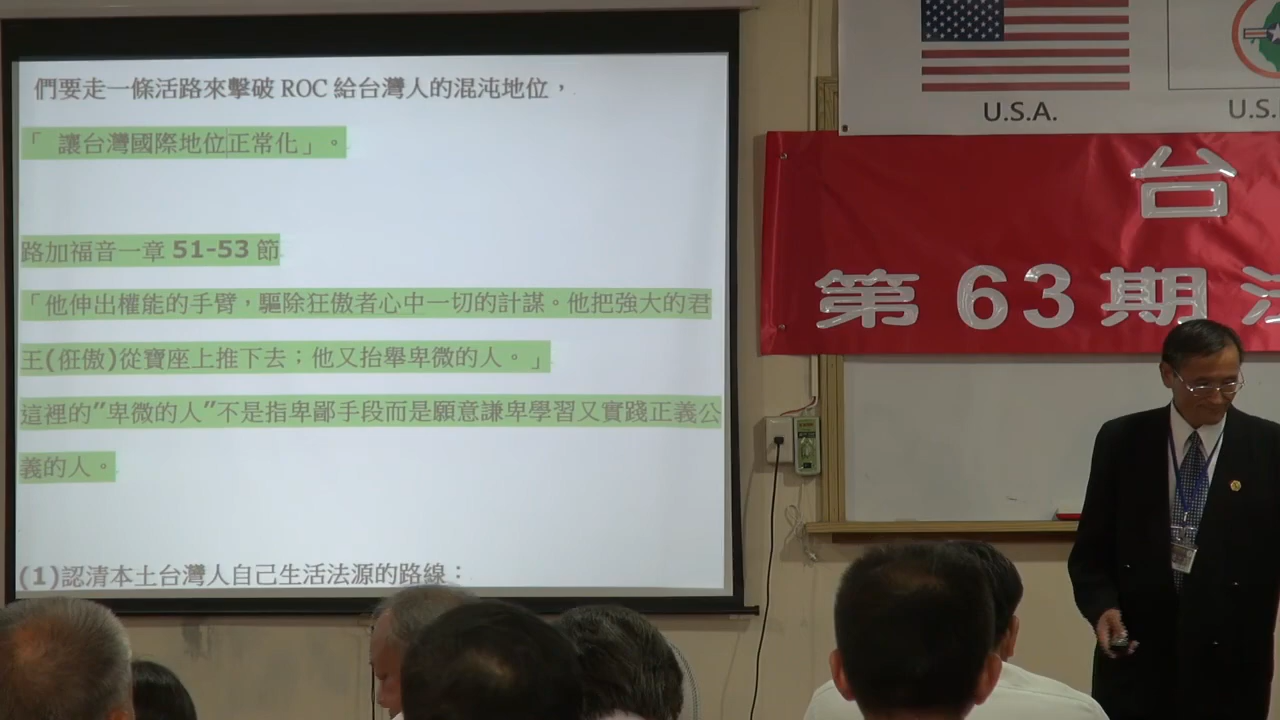 們要走一條活路來擊破 ROC 給台灣人的混沌地位，
「 讓台灣國際地位正常化」。
路加福音一章 51-53 節
「他伸出權能的手臂，驅除狂傲者心中一切的計謀。他把強大的君
王(俇傲)從寶座上推下去；他又抬舉卑微的人。」
這裡的”卑微的人”不是指卑鄙手段而是願意謙卑學習又實踐正義公
義的人。
(1)認清本土台灣人自己生活法源的路線：
U.S.A.
U.S.
台
第 63 期